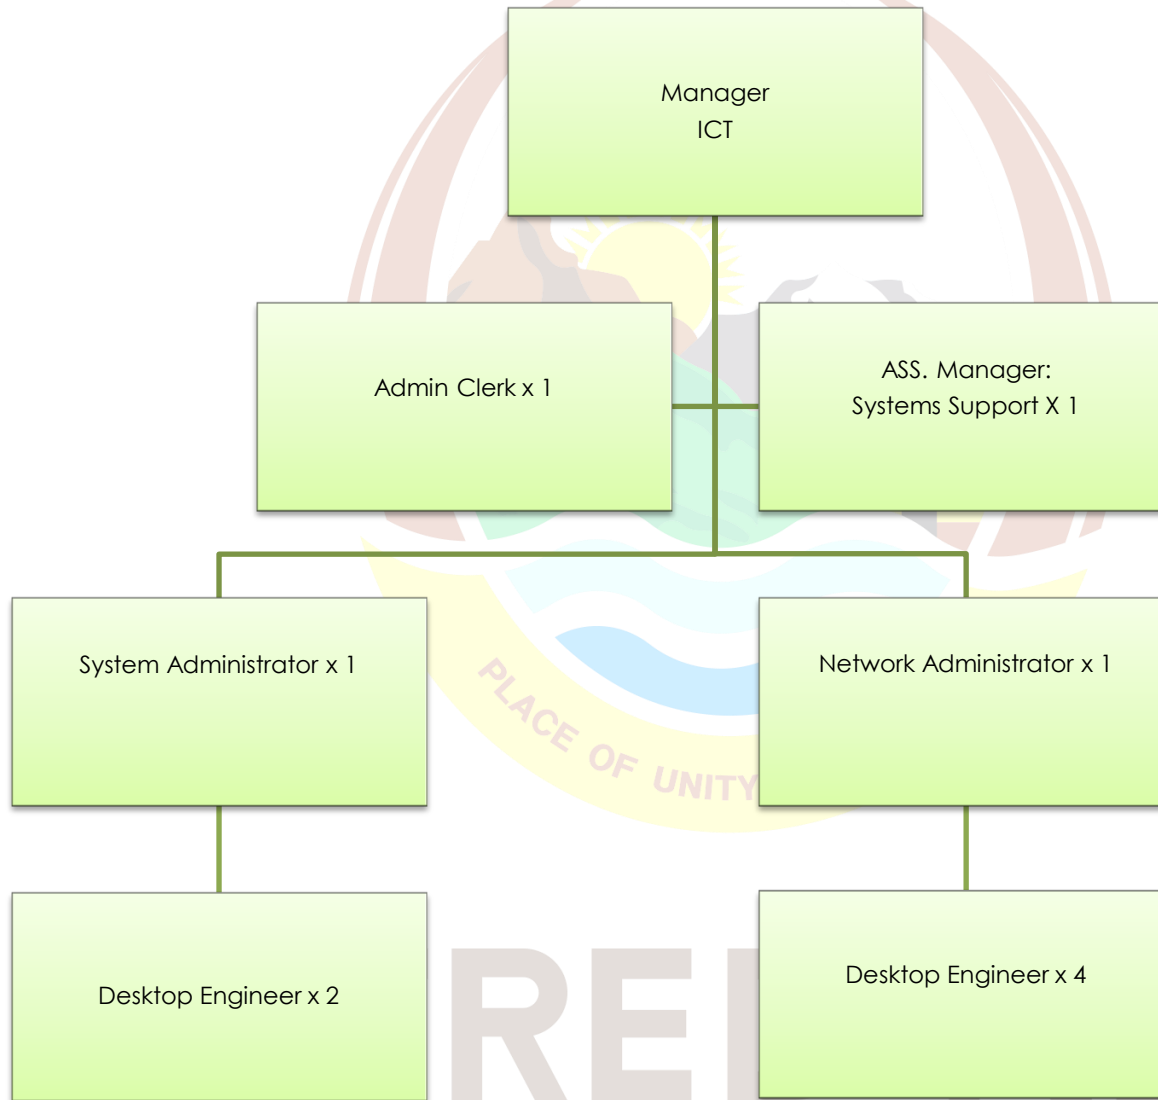 Manager
ICT
Admin Clerk x 1
ASS. Manager:
Systems Support X 1
System Administrator x 1
Network Administrator x 1
PLACE OF UNITY
Desktop Engineer x 2
Desktop Engineer x 4